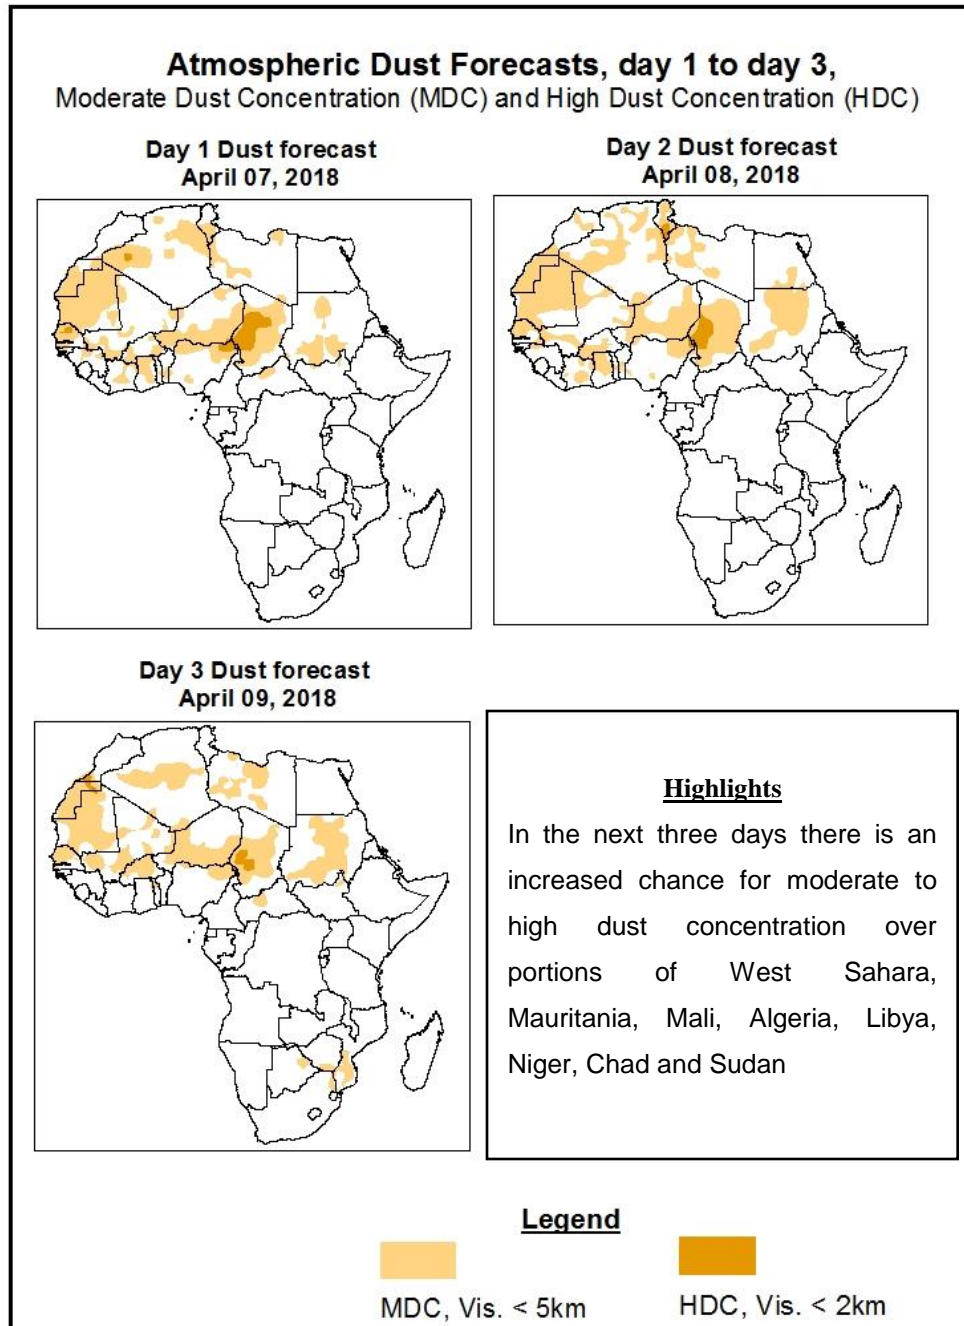 Atmospheric Dust Forecasts, day 1 to day 3,
Moderate Dust Concentration (MDC) and High Dust Concentration (HDC)
Day 1 Dust forecast
April 07, 2018
Day 2 Dust forecast
April 08, 2018
Day 3 Dust forecast
April 09, 2018
Highlights
In the next three days there is an
increased chance for moderate to
high dust concentration over
portions of West Sahara,
Mauritania, Mali, Algeria, Libya,
Niger, Chad and Sudan
Legend
MDC, Vis. < 5km
HDC, Vis. < 2km